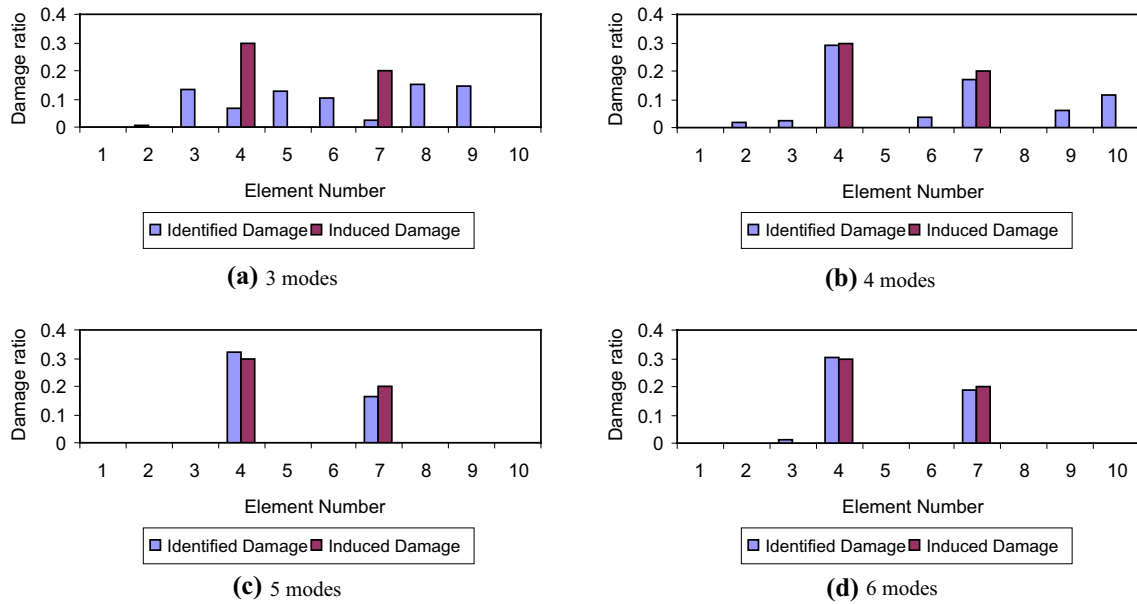 Damage ratio
0.4
0.3
0.2
0.1
0
1 2 3 4 5 6 7 8 9 10
Element Number
Identified Damage Induced Damage
(a) 3 modes
Damage ratio
0.4
0.3
0.2
0.1
0
1 2 3 4 5 6 7 8 9 10
Element Number
Identified Damage Induced Damage
(b) 4 modes
Damage ratio
0.4
0.3
0.2
0.1
0
1 2 3 4 5 6 7 8 9 10
Element Number
Identified Damage Induced Damage
(c) 5 modes
Damage ratio
0.4
0.3
0.2
0.1
0
1 2 3 4 5 6 7 8 9 10
Element Number
Identified Damage Induced Damage
(d) 6 modes